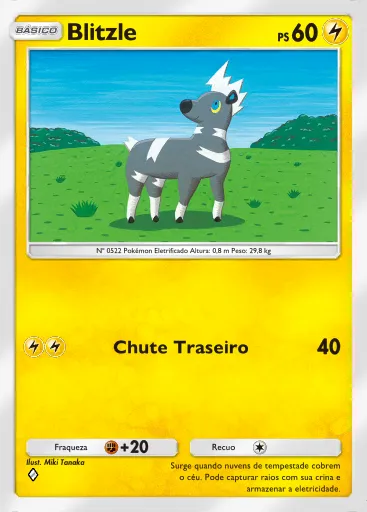 BÁSICO Blitzle PS 60
Nº 0522 Pokémon Eletrificado Altura: 0,8 m Peso: 29,8 kg
Chute Traseiro 40
Fraqueza +20 Recuo
Ilust. Miki Tanaka
Surge quando nuvens de tempestade cobrem
o céu. Pode capturar raios com sua crina e
armazenar a eletricidade.